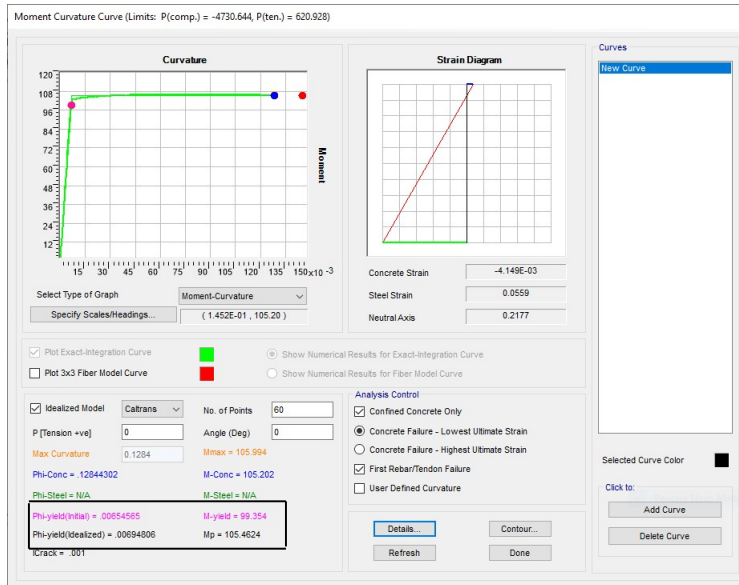 Moment Curvature Curve (Limits: P(comp.) = -4730.644, P(ten.) = 620.928)
Curvature
120
108
96
84
72
60
48
36
24
12
15 30 45 60 75 90 105 120 135 150 x10 -3
Moment
Select Type of Graph
Moment-Curvature
Specify Scales/Headings...
( 1.452E-01 , 105.20 )
Strain Diagram
Concrete Strain
-4.149E-03
Steel Strain
0.0559
Neutral Axis
0.2177
Plot Exact-Integration Curve
Show Numerical Results for Exact-Integration Curve
Plot 3x3 Fiber Model Curve
Show Numerical Results for Fiber Model Curve
Idealized Model
Caltrans
No. of Points
60
P [Tension +ve]
0
Angle (Deg)
0
Max Curvature
0.1284
Mmax = 105.994
Phi-Conc = .12844302
M-Conc = 105.202
Phi-Steel = N/A
M-Steel = N/A
Phi-yield(Initial) = .00654565
M-yield = 99.354
Phi-yield(Idealized) = .00694806
Mp = 105.4624
ICrack = .001
Analysis Control
Confined Concrete Only
Concrete Failure - Lowest Ultimate Strain
Concrete Failure - Highest Ultimate Strain
First Rebar/Tendon Failure
User Defined Curvature
Details...
Contour...
Refresh
Done
Curves
New Curve
Selected Curve Color
Click to:
Add Curve
Delete Curve